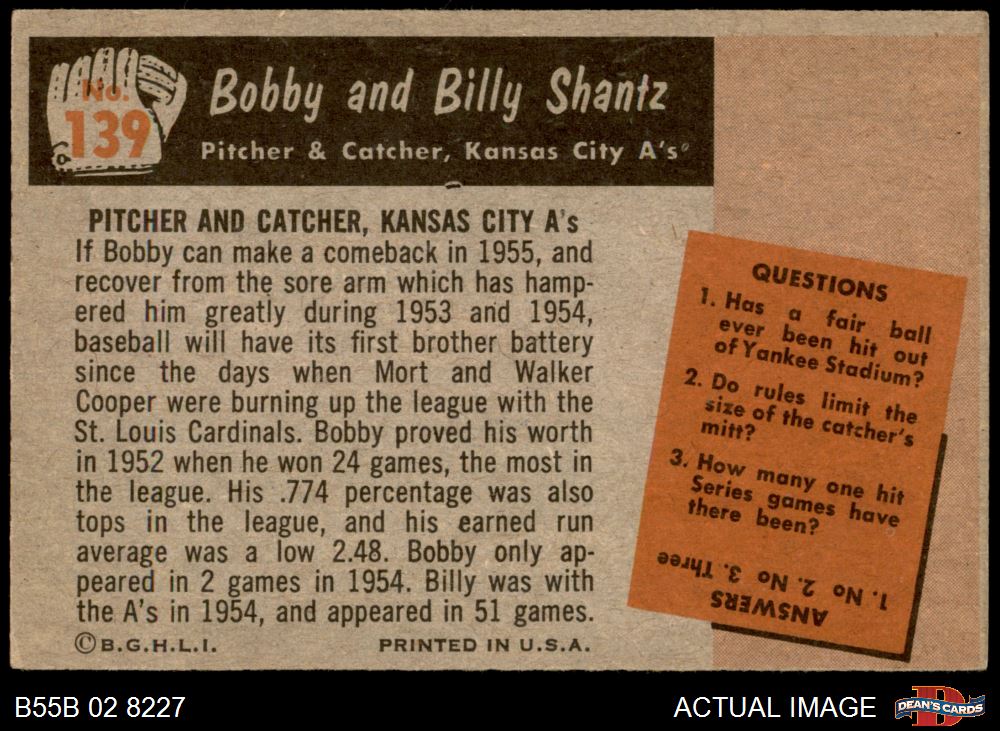 No.
139
Bobby and Billy Shantz
Pitcher & Catcher, Kansas City A's
PITCHER AND CATCHER, KANSAS CITY A's
If Bobby can make a comeback in 1955, and
recover from the sore arm which has hamp-
ered him greatly during 1953 and 1954,
baseball will have its first brother battery
since the days when Mort and Walker
Cooper were burning up the league with the
St. Louis Cardinals. Bobby proved his worth
in 1952 when he won 24 games, the most in
the league. His .774 percentage was also
tops in the league, and his earned run
average was a low 2.48. Bobby only ap-
peared in 2 games in 1954. Billy was with
the A's in 1954, and appeared in 51 games.
©B.G.H.L.I. PRINTED IN U.S.A.
QUESTIONS
1. Has a fair ball
ever been hit out
of Yankee Stadium?
2. Do rules limit the
size of the catcher's
mitt?
3. How many one hit
Series games have
there been?
ANSWERS
1. No 2. No 3. Three
B55B 02 8227
ACTUAL IMAGE
D
DEAN'S CARDS